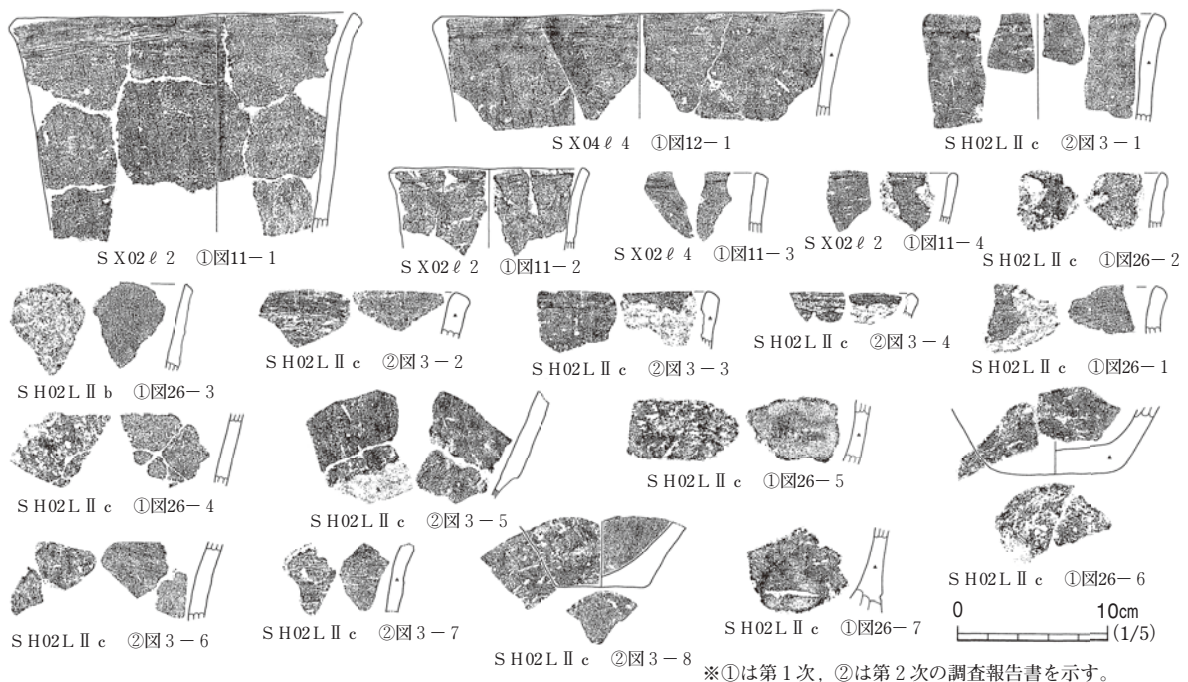 SX02ℓ2 ①図11－1
SX04ℓ4 ①図12－1
SH02LⅡc ②図3－1
SX02ℓ2 ①図11－2
SX02ℓ4 ①図11－3
SX02ℓ2 ①図11－4
SH02LⅡc ①図26－2
SH02LⅡb ①図26－3
SH02LⅡc ②図3－2
SH02LⅡc ②図3－3
SH02LⅡc ②図3－4
SH02LⅡc ①図26－1
SH02LⅡc ①図26－4
SH02LⅡc ②図3－5
SH02LⅡc ①図26－5
SH02LⅡc ①図26－6
SH02LⅡc ②図3－6
SH02LⅡc ②図3－7
SH02LⅡc ②図3－8
SH02LⅡc ①図26－7
0 10cm
(1/5)
※①は第1次，②は第2次の調査報告書を示す。